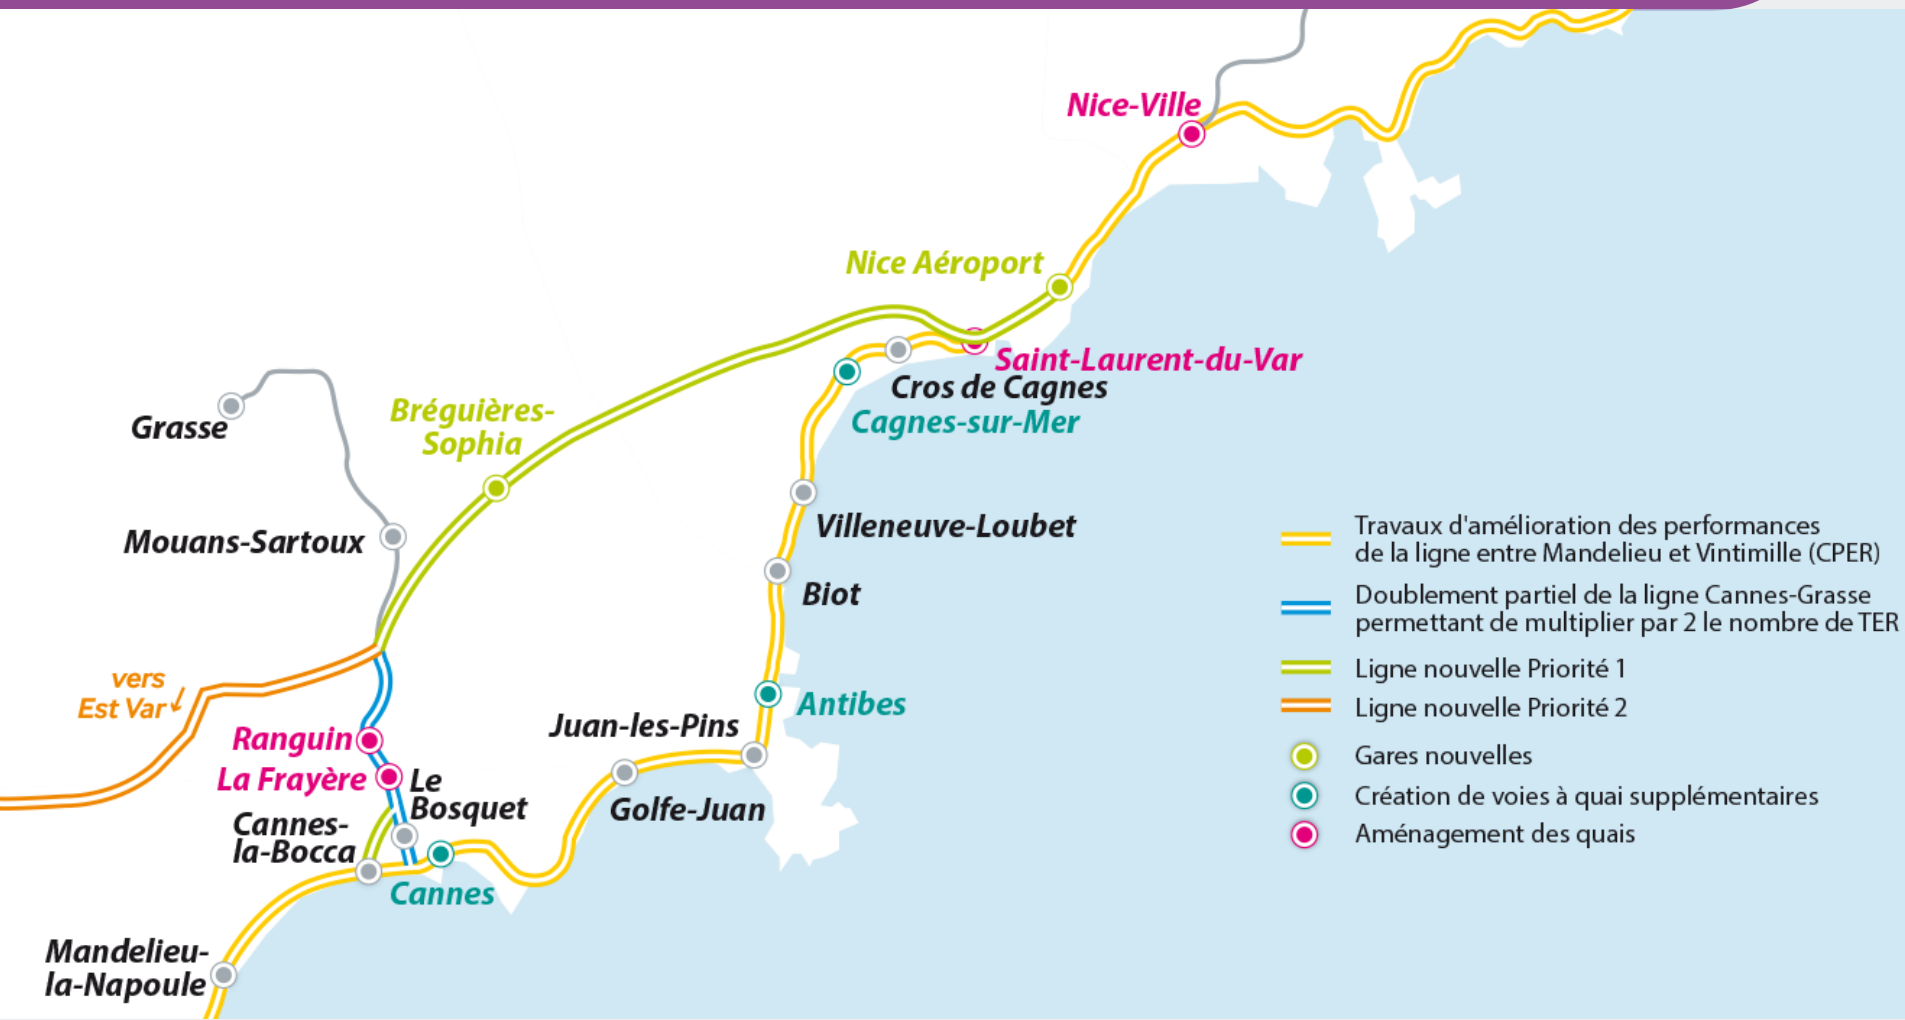 Nice-Ville
Nice Aéroport
Saint-Laurent-du-Var
Cros de Cagnes
Cagnes-sur-Mer
Grasse
Bréguières-
Sophia
Mouans-Sartoux
Villeneuve-Loubet
Biot
vers
Est Var
Antibes
Juan-les-Pins
Ranguin
La Frayère
Le
Bosquet
Golfe-Juan
Cannes-
la-Bocca
Cannes
Mandelieu-
la-Napoule
Travaux d'amélioration des performances
de la ligne entre Mandelieu et Vintimille (CPER)
Doublement partiel de la ligne Cannes-Grasse
permettant de multiplier par 2 le nombre de TER
Ligne nouvelle Priorité 1
Ligne nouvelle Priorité 2
Gares nouvelles
Création de voies à quai supplémentaires
Aménagement des quais